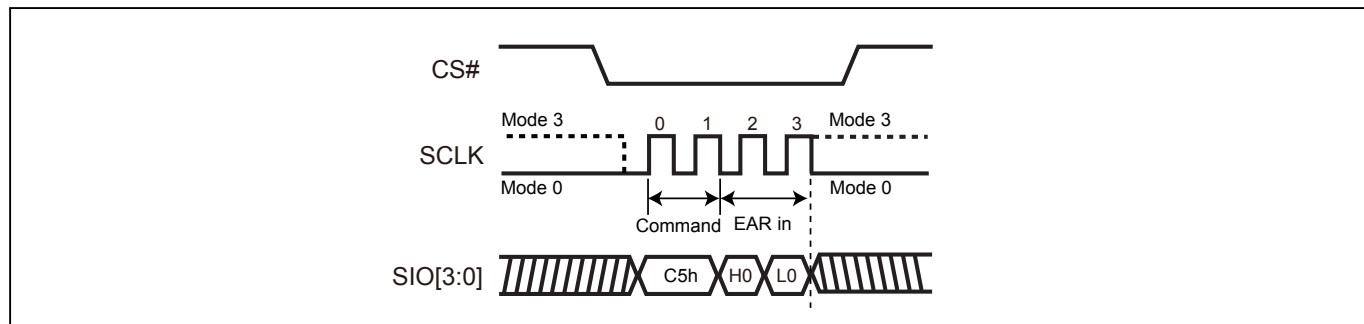 CS#
Mode 3
0 1 2 3
Mode 3
SCLK
Mode 0
Mode 0
Command
EAR in
SIO[3:0]
C5h
H0
L0